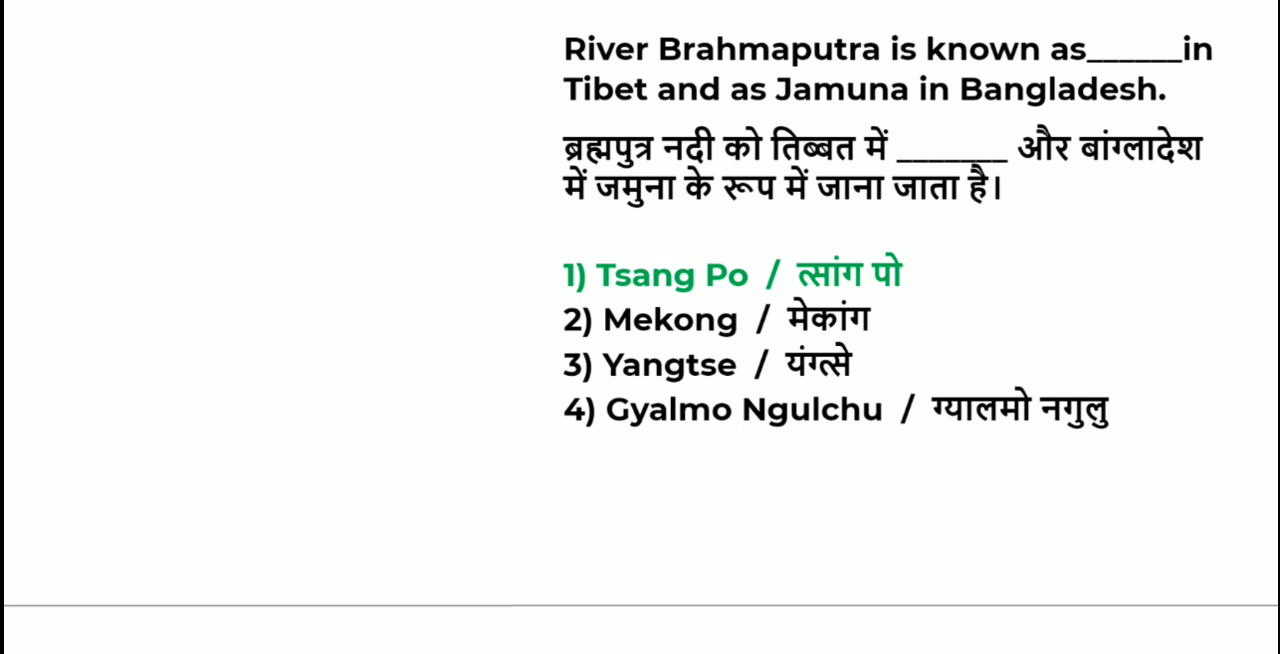 River Brahmaputra is known as______in
Tibet and as Jamuna in Bangladesh.
ब्रह्मपुत्र नदी को तिब्बत में _______ और बांग्लादेश
में जमुना के रूप में जाना जाता है।
1) Tsang Po / त्सांग पो
2) Mekong / मेकांग
3) Yangtse / यंग्त्से
4) Gyalmo Ngulchu / ग्यालमो नगुलु